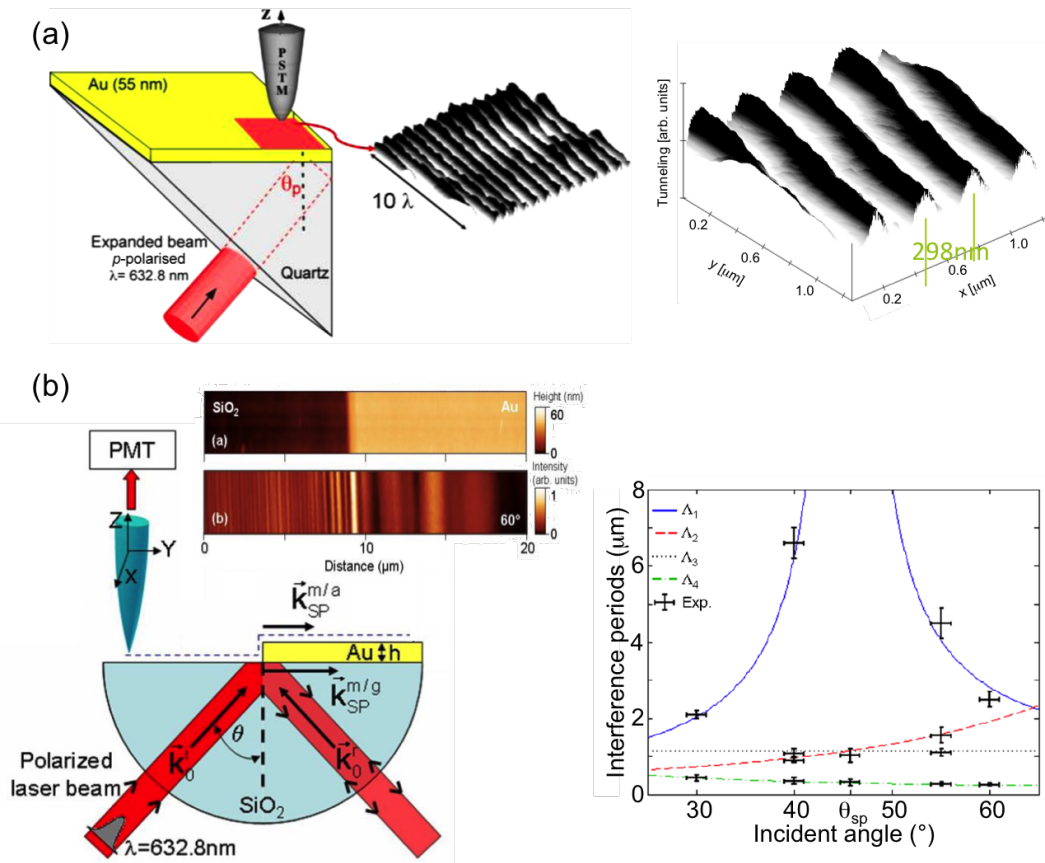 (a)
z
PSTM
Au (55 nm)
θp
10 λ
Expanded beam
p-polarised
λ= 632.8 nm
Quartz
Tunneling [arb. units]
0.2
0.6
1.0
y [μm]
298nm
0.2
0.6
1.0
x [μm]
(b)
Height (nm)
SiO2
Au
60
0
(a)
PMT
Intensity
(arb. units)
1
0
(b)
60°
0
10
20
Distance (μm)
Z
Y
X
k SP m/a
Au
h
k SP m/g
θ
k 0 i
k 0 r
Polarized
laser beam
SiO2
λ=632.8nm
Interference periods (μm)
8
6
4
2
0
Λ1
Λ2
Λ3
Λ4
Exp.
30
40
θsp
50
60
Incident angle (°)